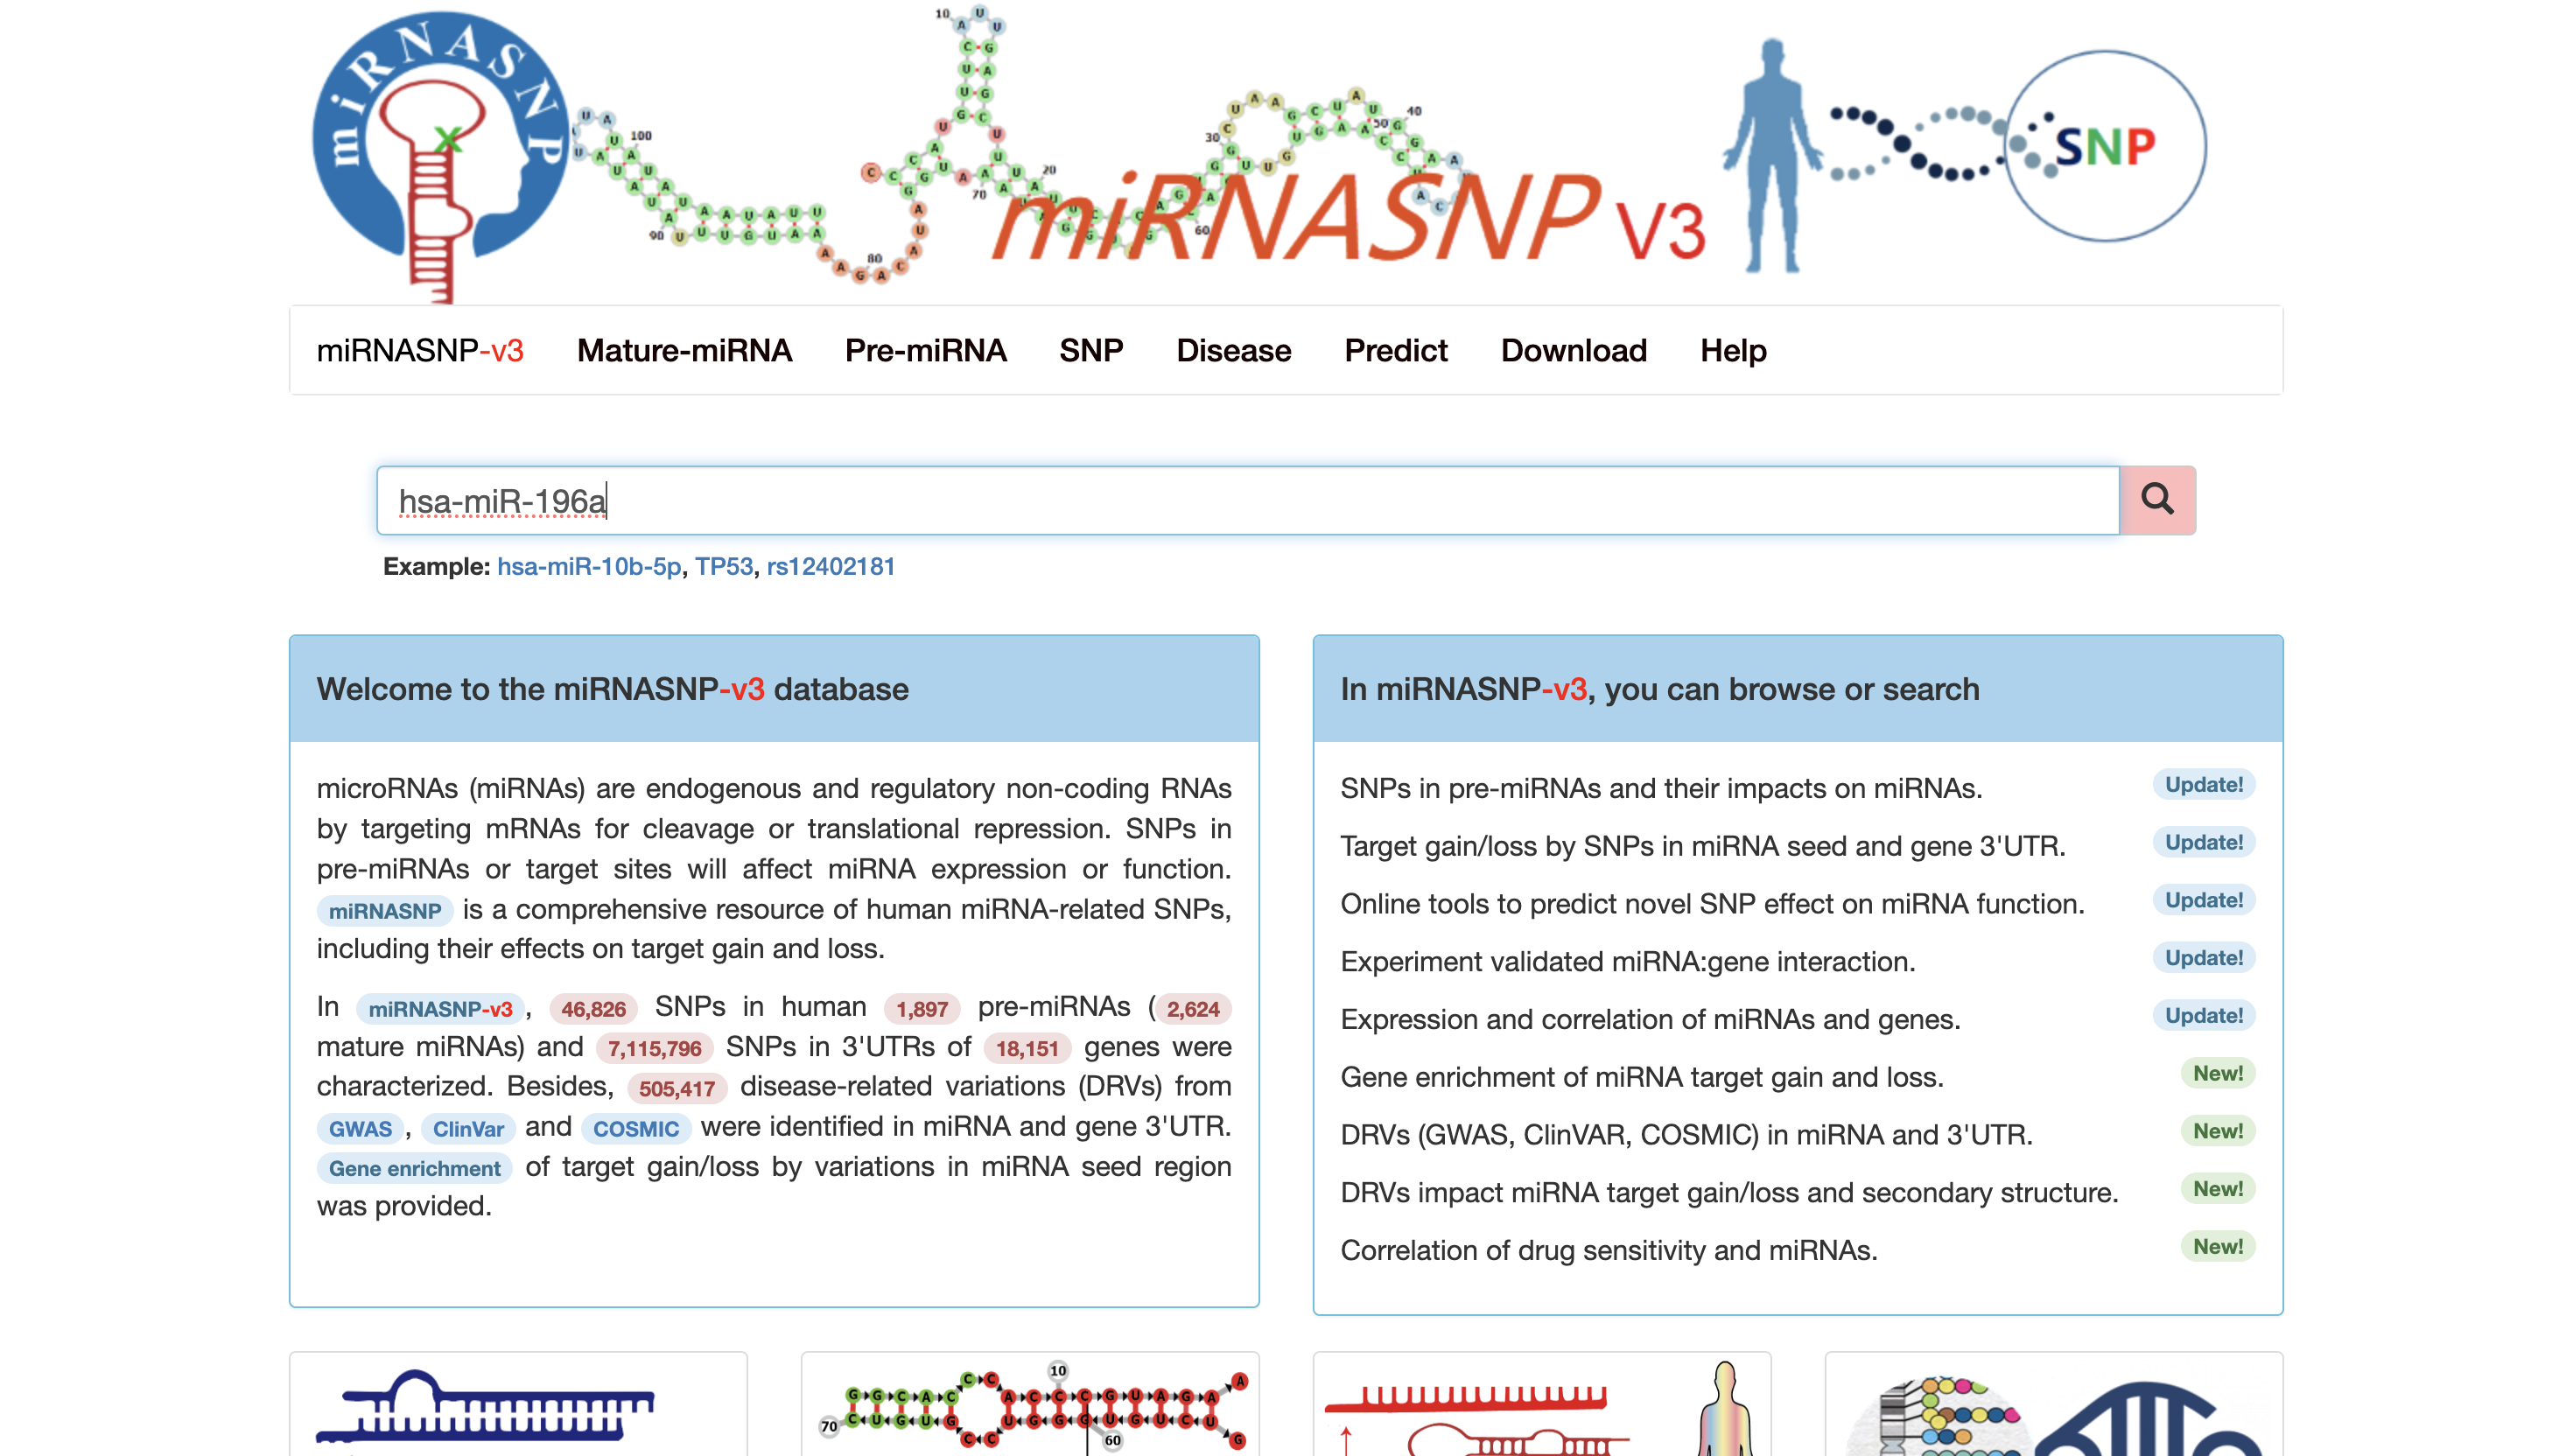 miRNASNP
miRNASNP V3
SNP
miRNASNP-v3 Mature-miRNA Pre-miRNA SNP Disease Predict Download Help
hsa-miR-196a
Example: hsa-miR-10b-5p, TP53, rs12402181
Welcome to the miRNASNP-v3 database
microRNAs (miRNAs) are endogenous and regulatory non-coding RNAs
by targeting mRNAs for cleavage or translational repression. SNPs in
pre-miRNAs or target sites will affect miRNA expression or function.
miRNASNP is a comprehensive resource of human miRNA-related SNPs,
including their effects on target gain and loss.
In miRNASNP-v3 , 46,826 SNPs in human 1,897 pre-miRNAs ( 2,624
mature miRNAs) and 7,115,796 SNPs in 3'UTRs of 18,151 genes were
characterized. Besides, 505,417 disease-related variations (DRVs) from
GWAS , ClinVar and COSMIC were identified in miRNA and gene 3'UTR.
Gene enrichment of target gain/loss by variations in miRNA seed region
was provided.
In miRNASNP-v3, you can browse or search
SNPs in pre-miRNAs and their impacts on miRNAs. Update!
Target gain/loss by SNPs in miRNA seed and gene 3'UTR. Update!
Online tools to predict novel SNP effect on miRNA function. Update!
Experiment validated miRNA:gene interaction. Update!
Expression and correlation of miRNAs and genes. Update!
Gene enrichment of miRNA target gain and loss. New!
DRVs (GWAS, ClinVAR, COSMIC) in miRNA and 3'UTR. New!
DRVs impact miRNA target gain/loss and secondary structure. New!
Correlation of drug sensitivity and miRNAs. New!
10
70
60